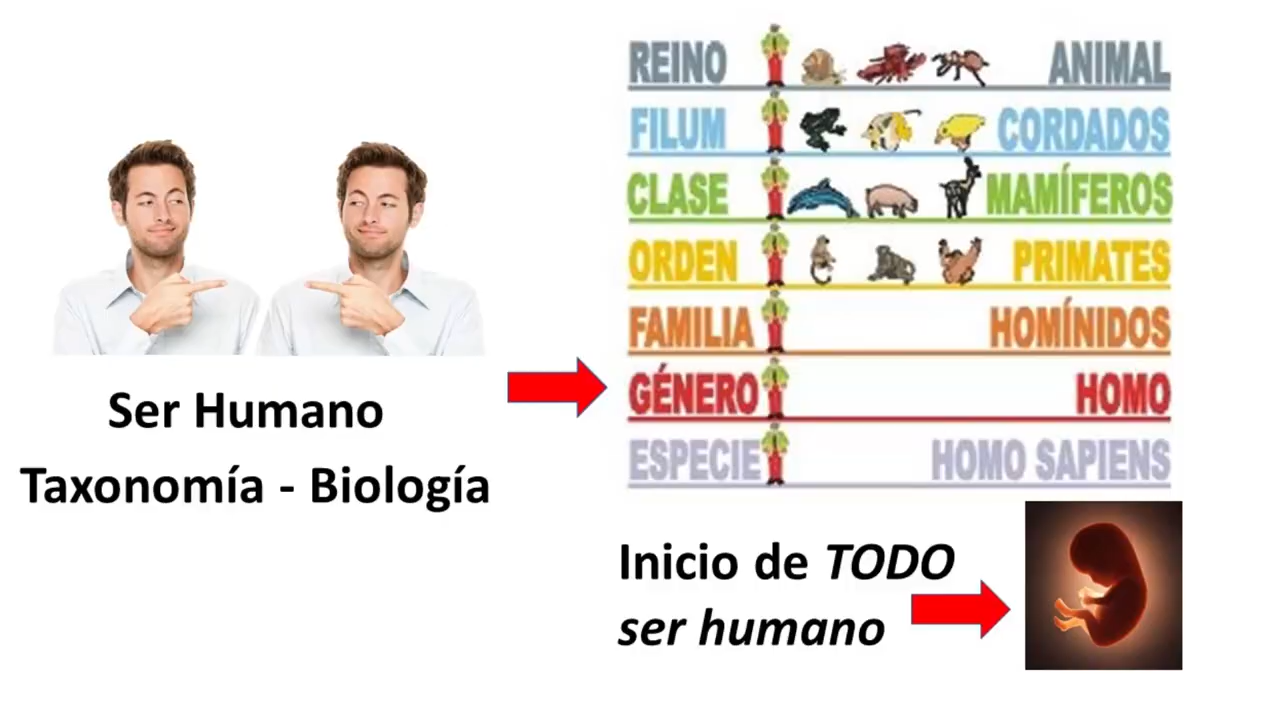 Ser Humano
Taxonomía - Biología
REINO ANIMAL
FILUM CORDADOS
CLASE MAMÍFEROS
ORDEN PRIMATES
FAMILIA HOMÍNIDOS
GÉNERO HOMO
ESPECIE HOMO SAPIENS
Inicio de TODO
ser humano